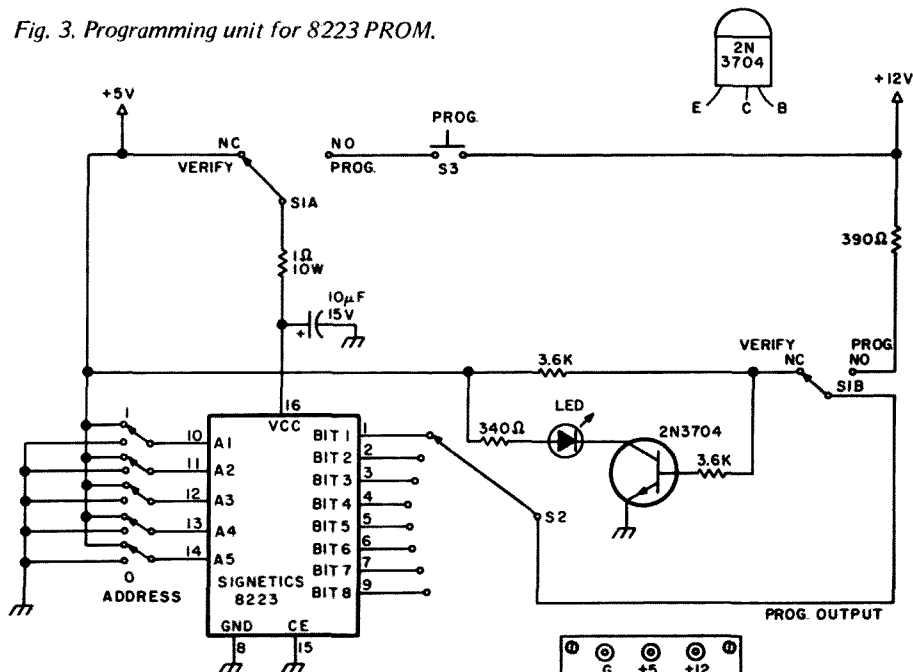 Fig. 3. Programming unit for 8223 PROM.
2N
3704
E C B
+5V
+12V
NC
VERIFY
NO
PROG.
PROG.
S3
S1A
1Ω
10W
390Ω
10µF
15V
+
3.6K
VERIFY
NC
PROG.
NO
S1B
340Ω
LED
2N3704
3.6K
16
VCC
1
10 A1
11 A2
12 A3
13 A4
14 A5
0
ADDRESS
BIT 1 1
BIT 2 2
BIT 3 3
BIT 4 4
BIT 5 5
BIT 6 6
BIT 7 7
BIT 8 9
S2
SIGNETICS
8223
GND CE
8 15
PROG. OUTPUT
G +5 +12